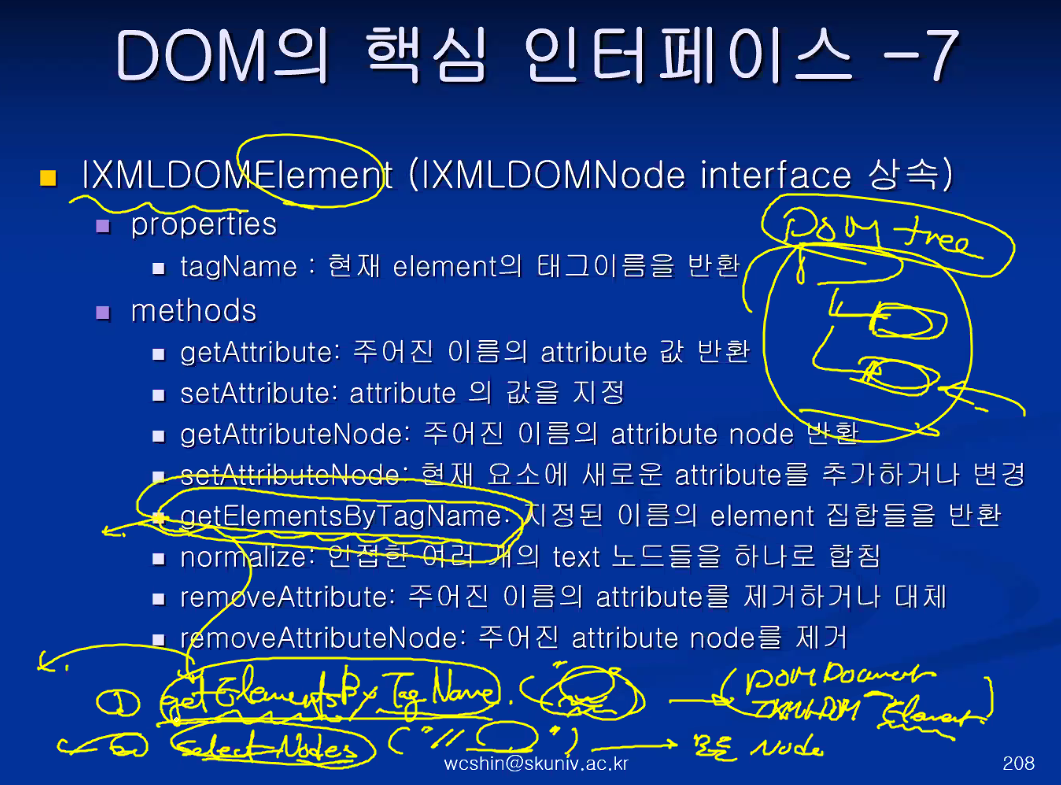 DOM의 핵심 인터페이스 -7
IXMLDOMElement (IXMLDOMNode interface 상속)
properties
DOM tree
tagName : 현재 element의 태그이름을 반환
methods
getAttribute: 주어진 이름의 attribute 값 반환
setAttribute: attribute 의 값을 지정
getAttributeNode: 주어진 이름의 attribute node 반환
setAttributeNode: 현재 요소에 새로운 attribute를 추가하거나 변경
getElementsByTagName: 지정된 이름의 element 집합들을 반환
normalize: 인접한 여러 개의 text 노드들을 하나로 합침
removeAttribute: 주어진 이름의 attribute를 제거하거나 대체
removeAttributeNode: 주어진 attribute node를 제거
① getElementsByTagName. ( → (DOMDocument
IXMLDOM Element)
② SelectNodes ("// ") → 모든 Node
wcshin@skuniv.ac.kr
208